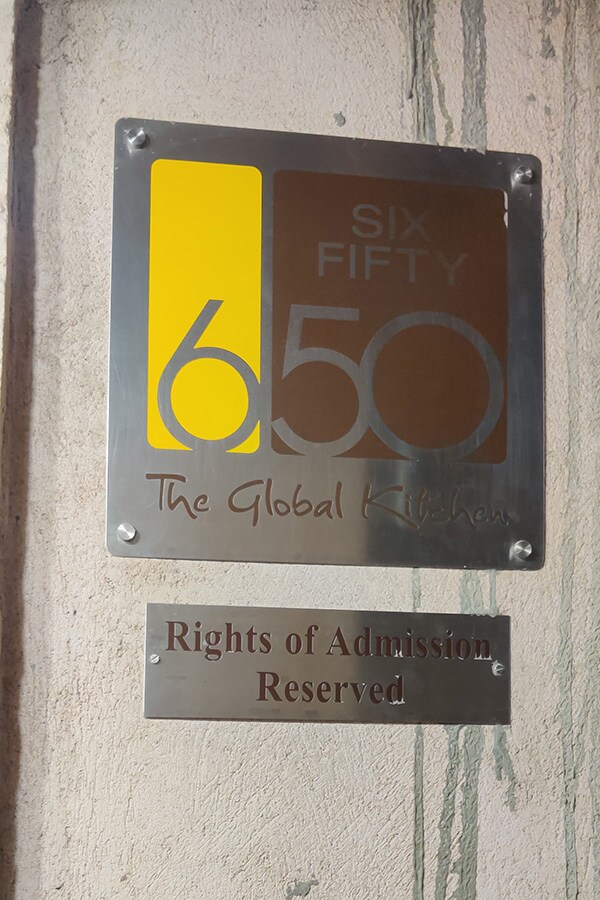 SIX
FIFTY
650
The Global Kitchen
Rights of Admission
Reserved